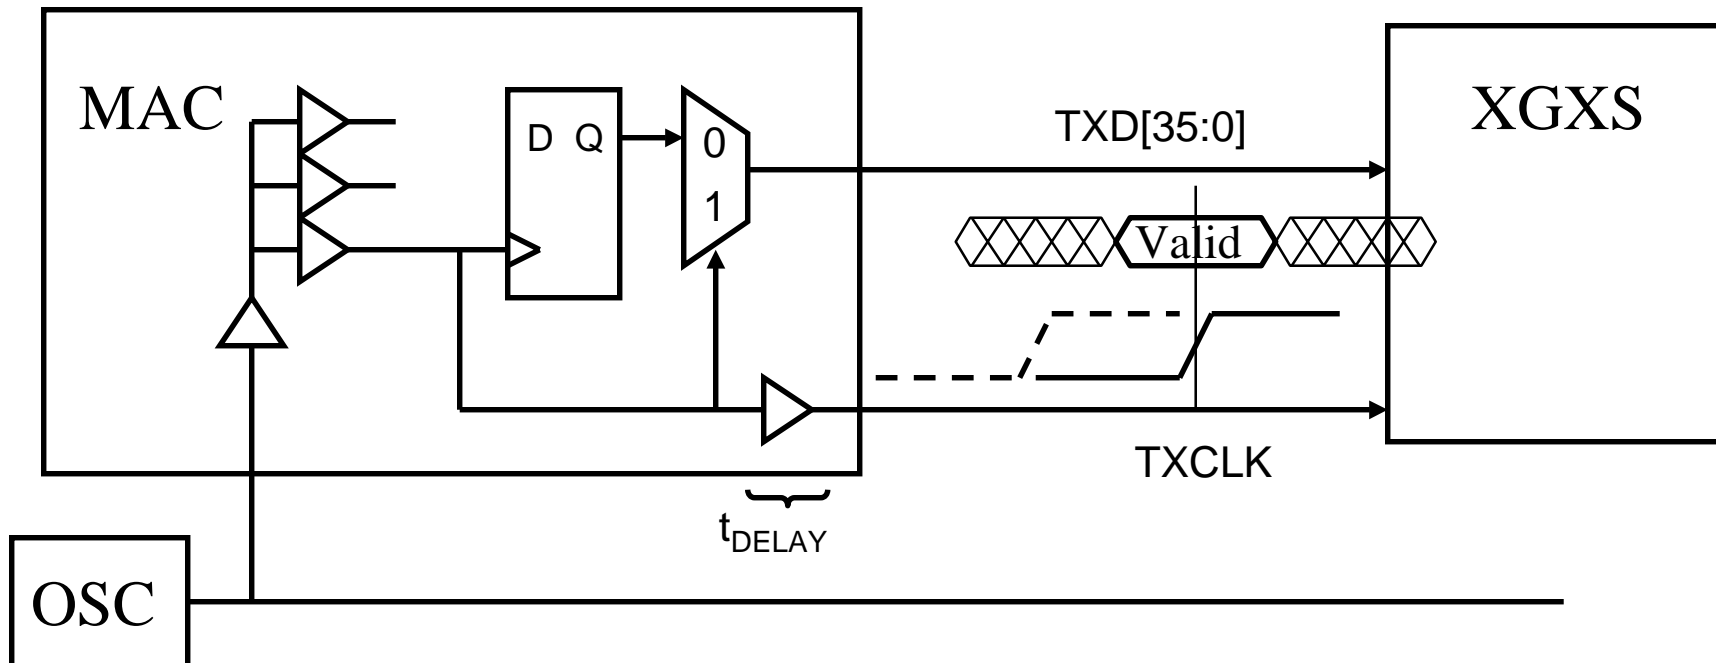 MAC
XGXS
TXD[35:0]
D Q
0
1
Valid
TXCLK
tDELAY
OSC